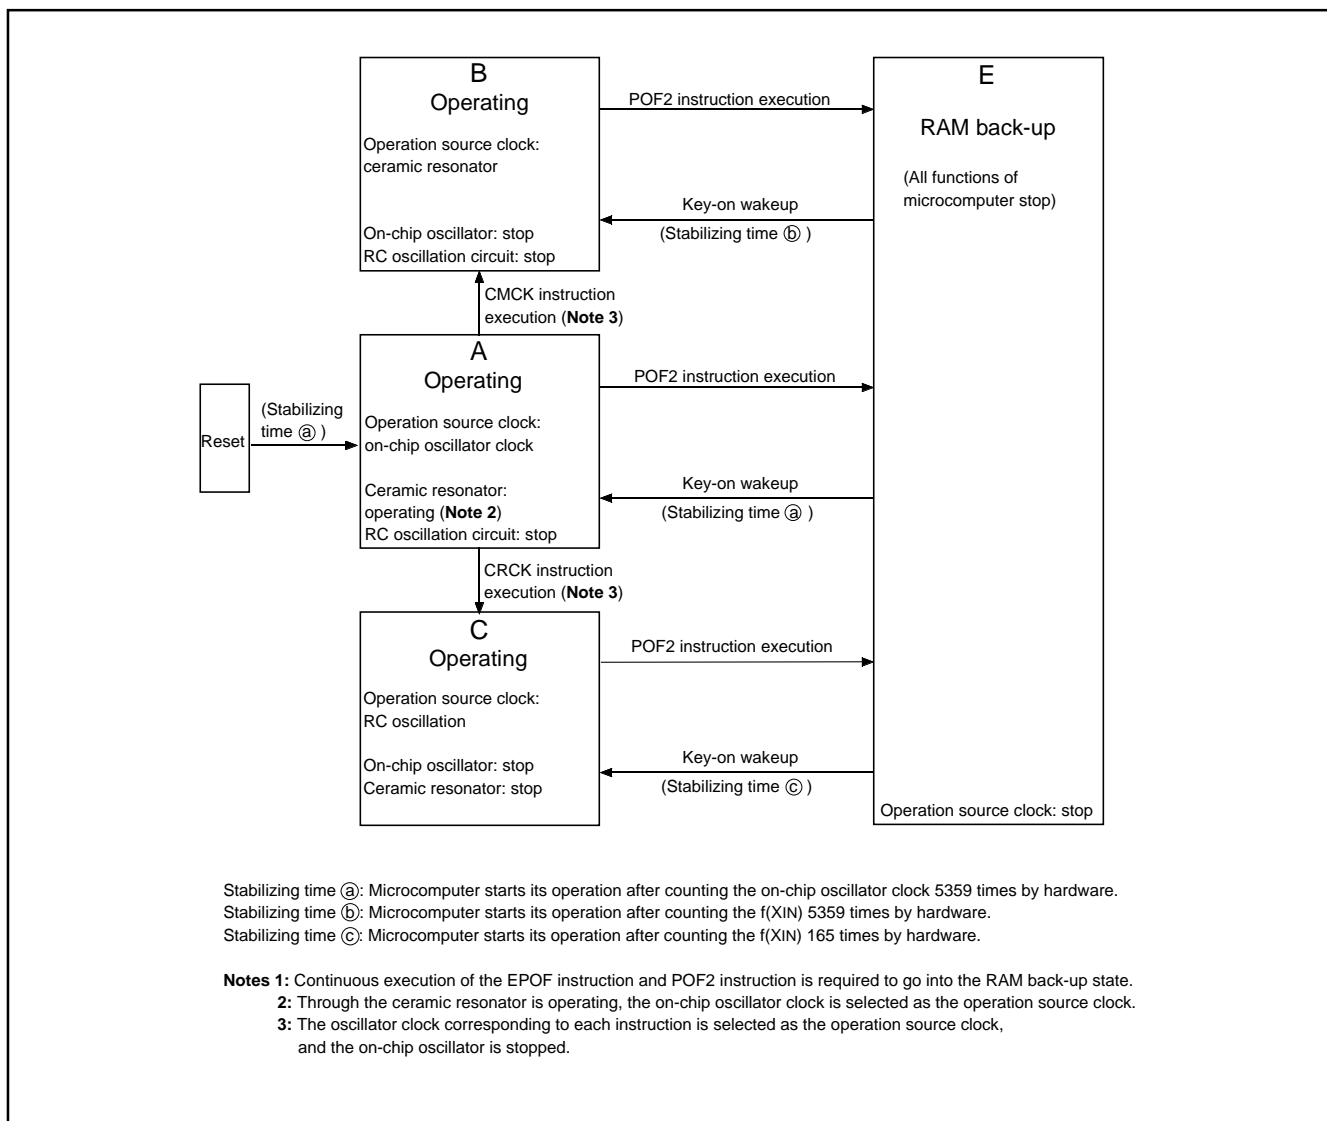 B
Operating
Operation source clock:
ceramic resonator
On-chip oscillator: stop
RC oscillation circuit: stop
POF2 instruction execution
Key-on wakeup
(Stabilizing time ⓑ )
E
RAM back-up
(All functions of
microcomputer stop)
CMCK instruction
execution (Note 3)
Reset
(Stabilizing
time ⓐ )
A
Operating
Operation source clock:
on-chip oscillator clock
Ceramic resonator:
operating (Note 2)
RC oscillation circuit: stop
POF2 instruction execution
Key-on wakeup
(Stabilizing time ⓐ )
CRCK instruction
execution (Note 3)
C
Operating
Operation source clock:
RC oscillation
On-chip oscillator: stop
Ceramic resonator: stop
POF2 instruction execution
Key-on wakeup
(Stabilizing time ⓒ )
Operation source clock: stop
Stabilizing time ⓐ: Microcomputer starts its operation after counting the on-chip oscillator clock 5359 times by hardware.
Stabilizing time ⓑ: Microcomputer starts its operation after counting the f(XIN) 5359 times by hardware.
Stabilizing time ⓒ: Microcomputer starts its operation after counting the f(XIN) 165 times by hardware.
Notes 1: Continuous execution of the EPOF instruction and POF2 instruction is required to go into the RAM back-up state.
2: Through the ceramic resonator is operating, the on-chip oscillator clock is selected as the operation source clock.
3: The oscillator clock corresponding to each instruction is selected as the operation source clock,
and the on-chip oscillator is stopped.